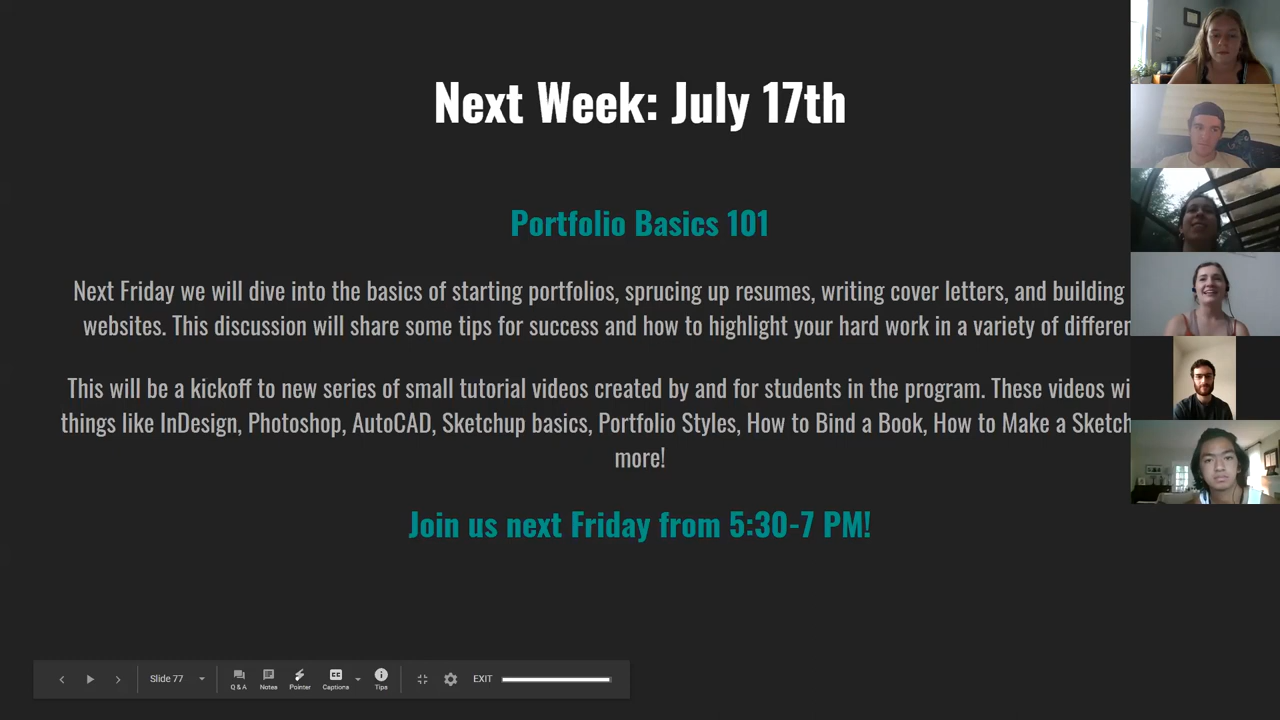 Next Week: July 17th
Portfolio Basics 101
Next Friday we will dive into the basics of starting portfolios, sprucing up resumes, writing cover letters, and building
websites. This discussion will share some tips for success and how to highlight your hard work in a variety of differen
This will be a kickoff to new series of small tutorial videos created by and for students in the program. These videos wi
things like InDesign, Photoshop, AutoCAD, Sketchup basics, Portfolio Styles, How to Bind a Book, How to Make a Sketch
more!
Join us next Friday from 5:30-7 PM!
Slide 77 Q & A Notes Pointer Captions Tips EXIT